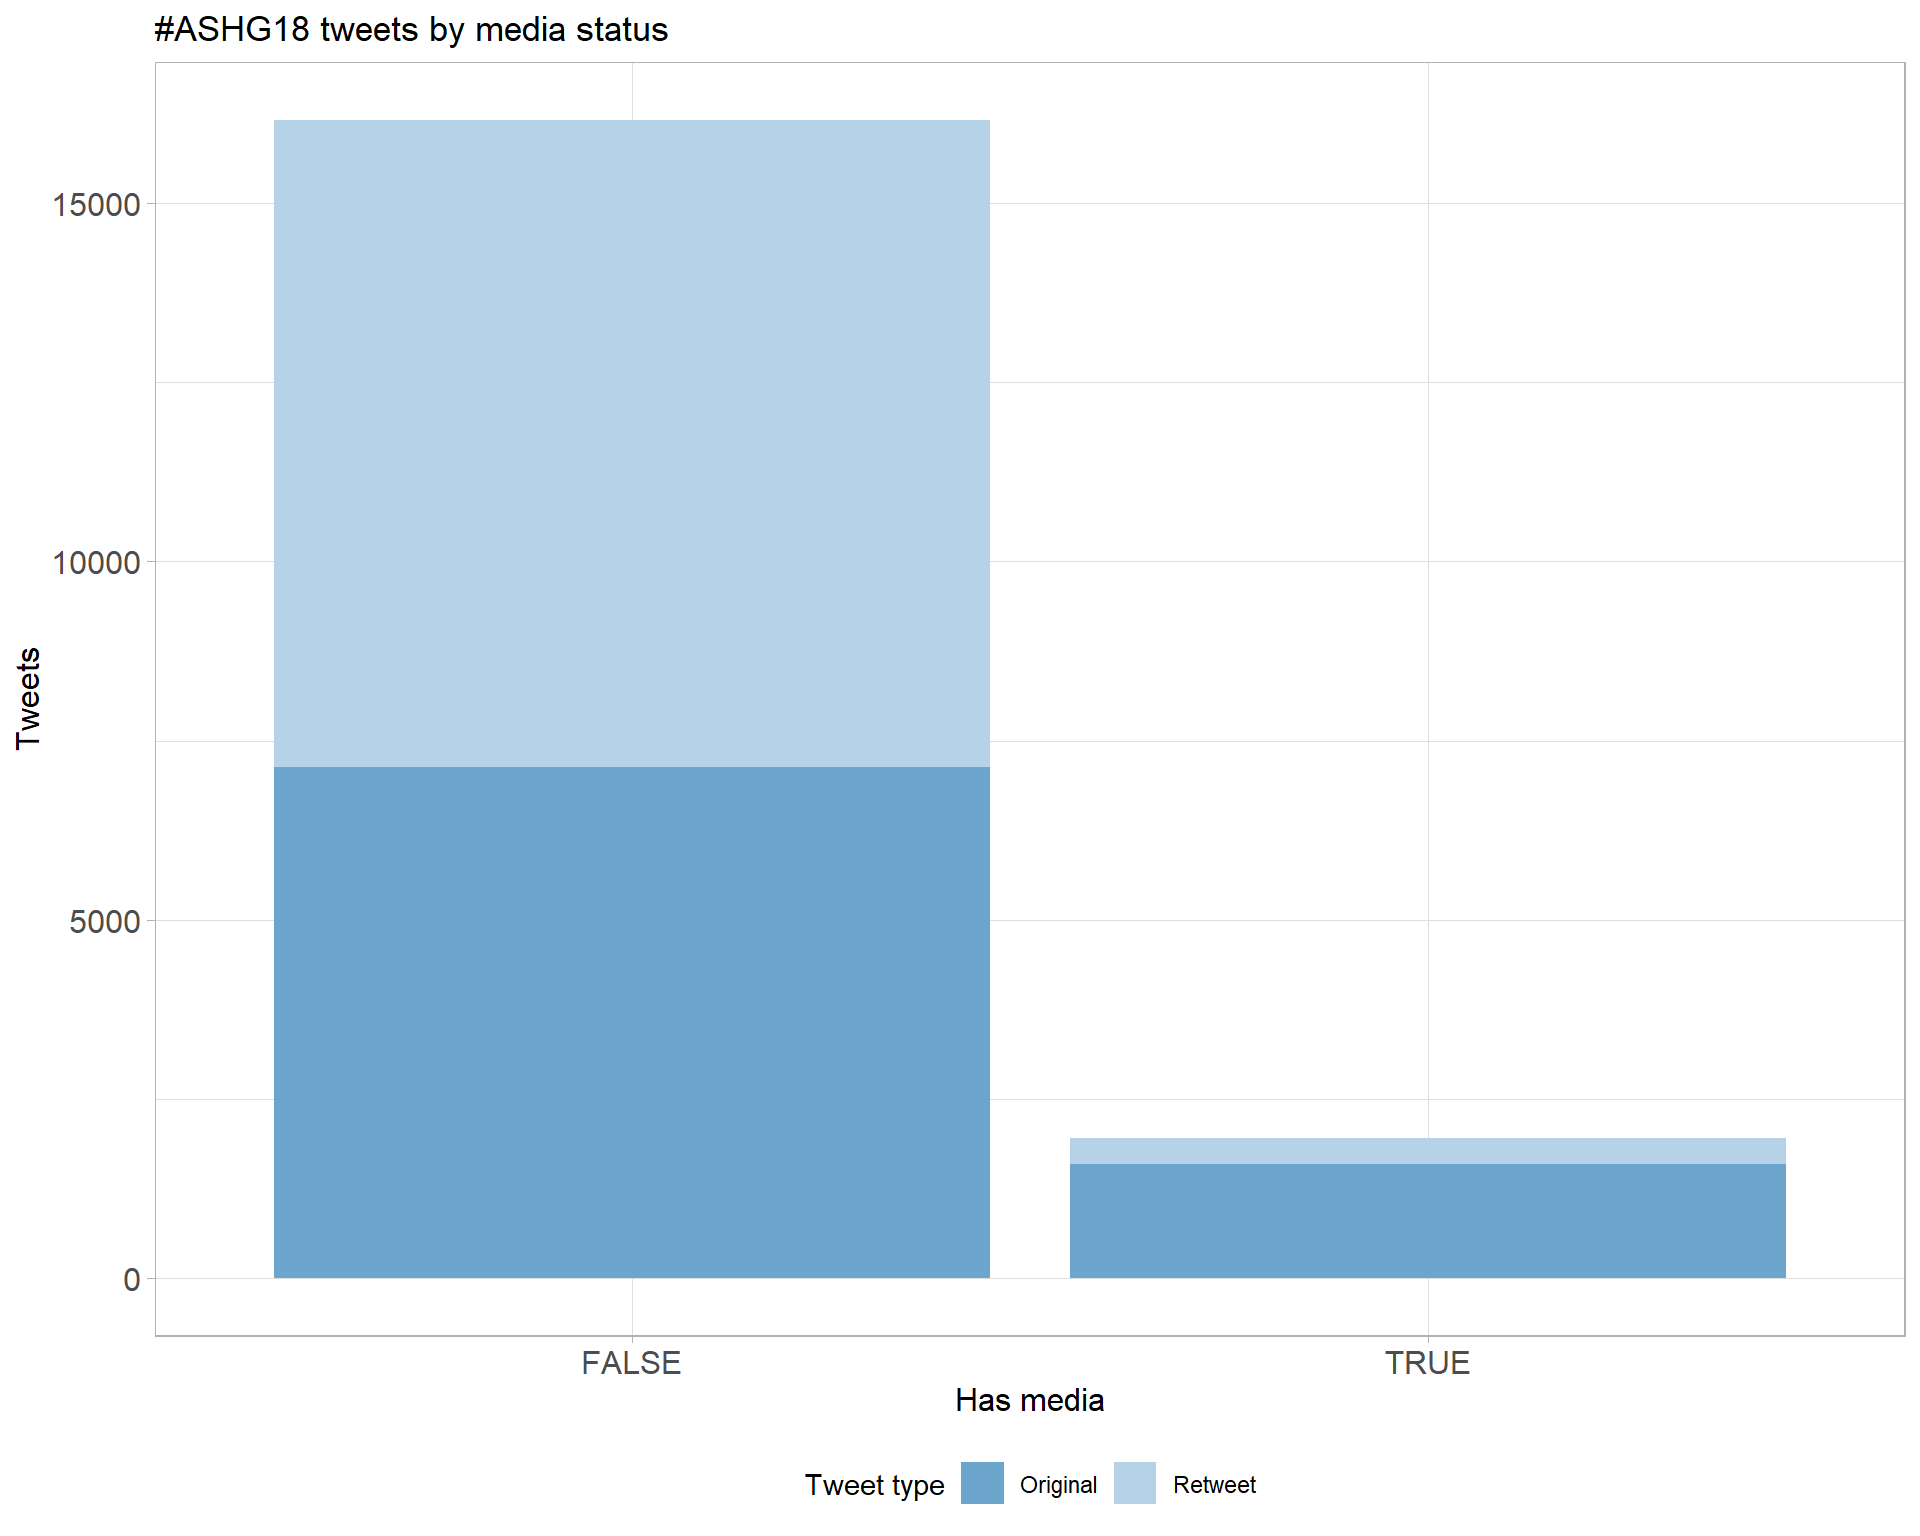 #ASHG18 tweets by media status
15000
10000
5000
0
Tweets
FALSE TRUE
Has media
Tweet type Original Retweet